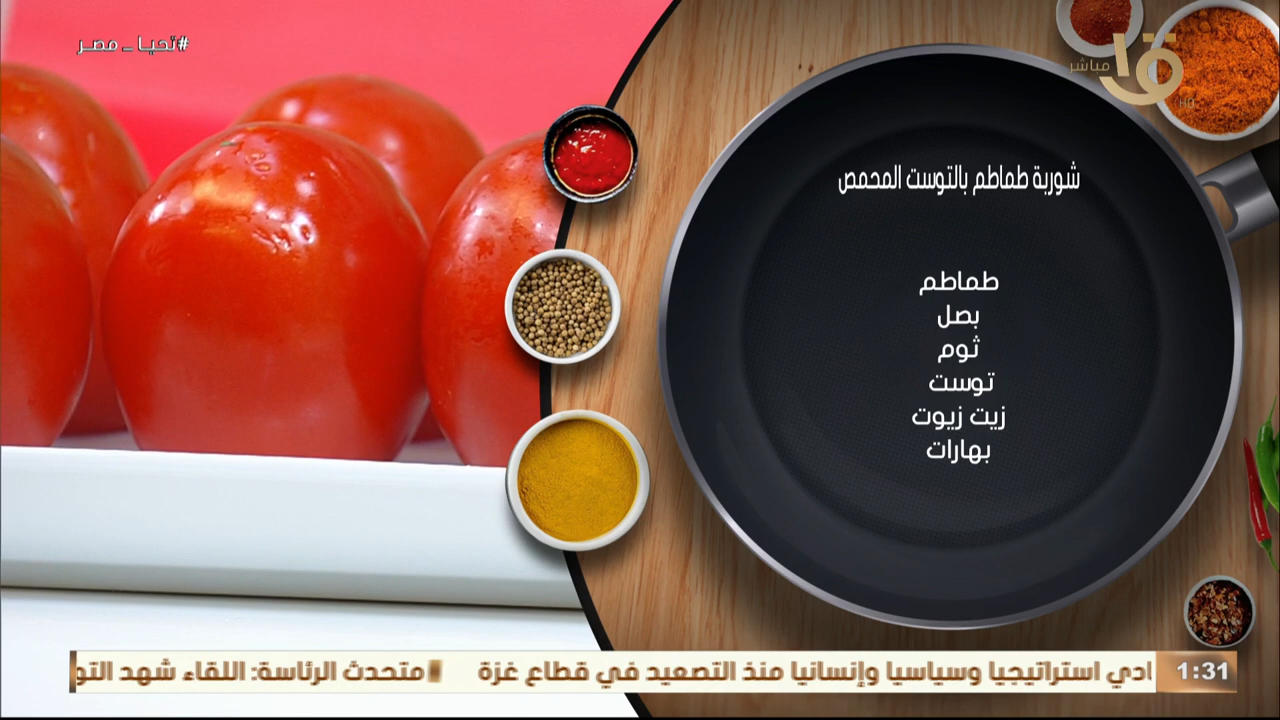 #تحيا_مصر
مباشر
HD
شوربة طماطم بالتوست المحمص
طماطم
بصل
ثوم
توست
زيت زيوت
بهارات
1:31
ادي استراتيجيا وسياسيا وإنسانيا منذ التصعيد في قطاع غزة
متحدث الرئاسة: اللقاء شهد التو